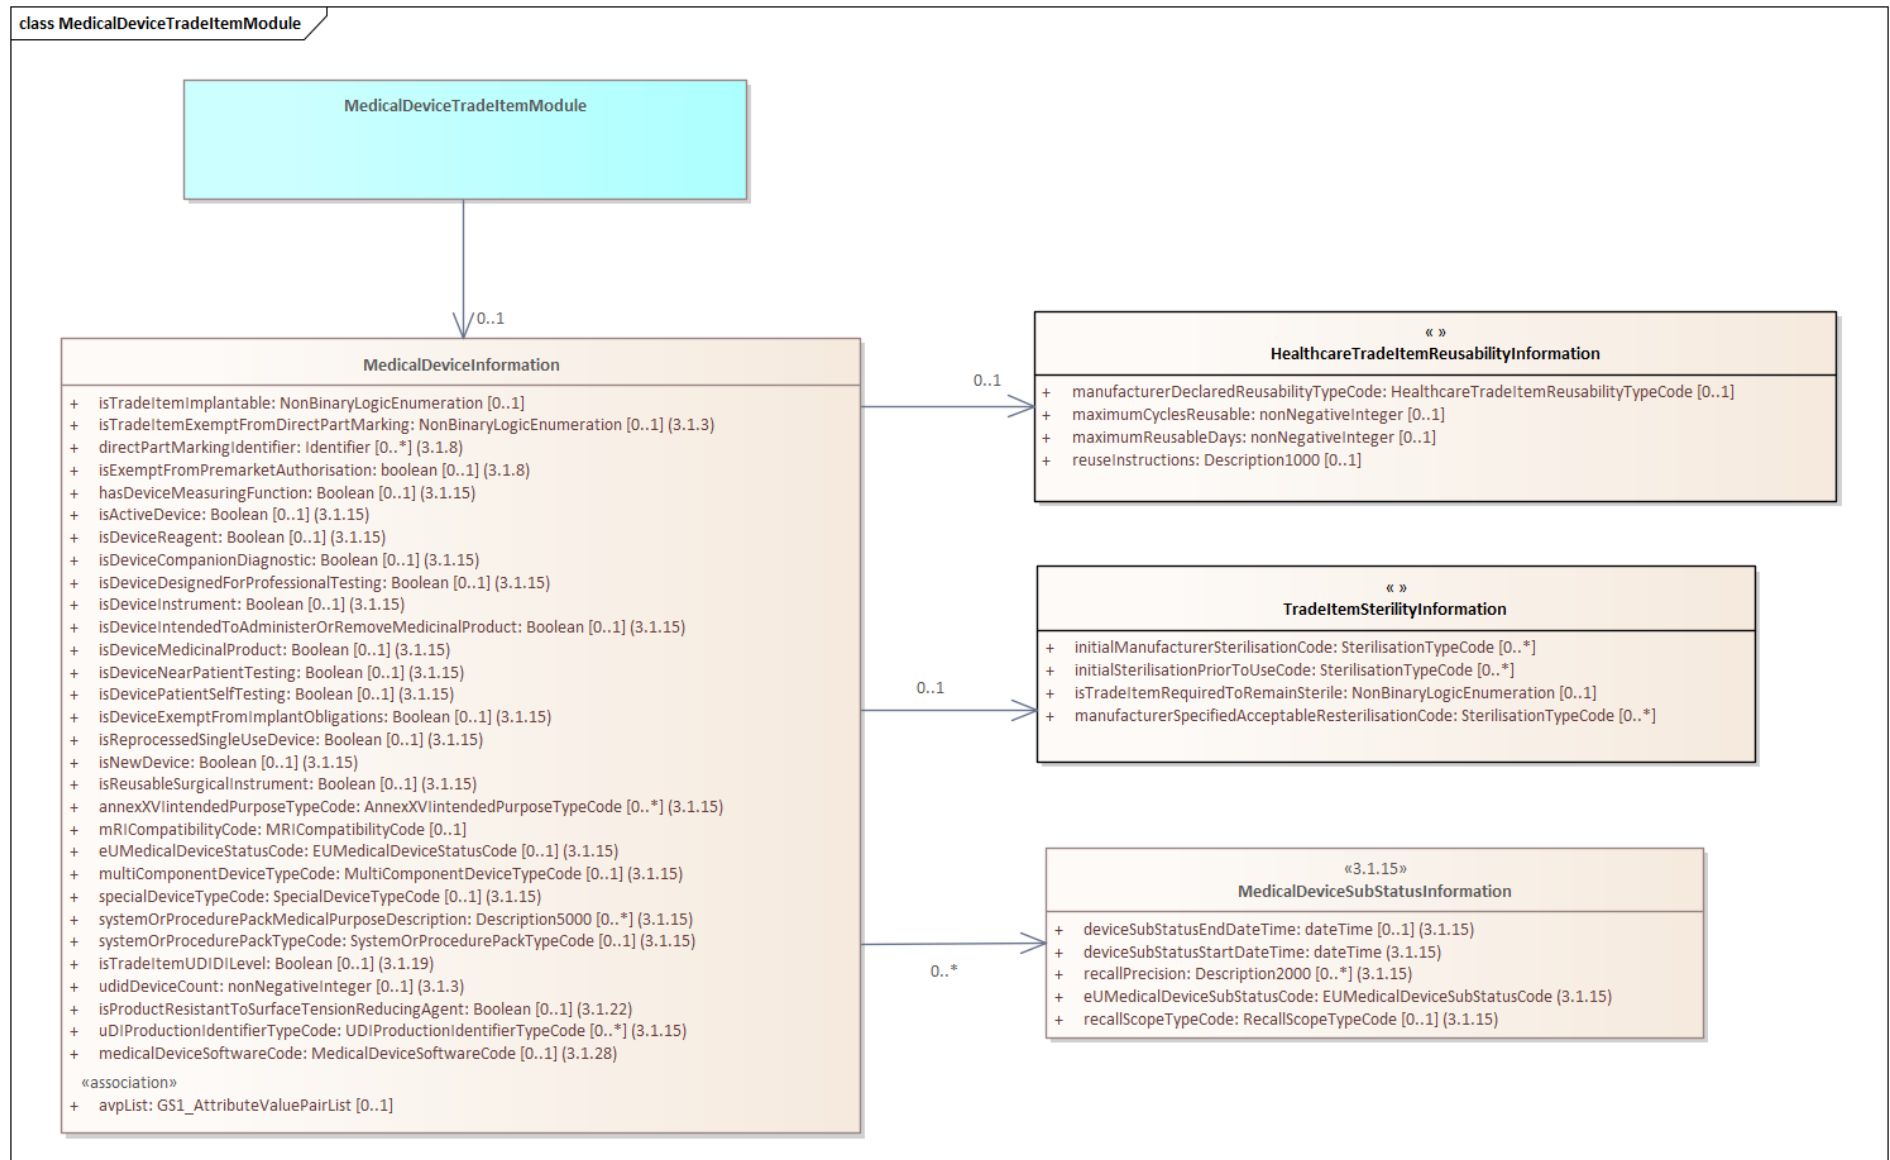 class MedicalDeviceTradeItemModule
MedicalDeviceTradeItemModule
0..1
MedicalDeviceInformation
+ isTradeItemImplantable: NonBinaryLogicEnumeration [0..1]
+ isTradeItemExemptFromDirectPartMarking: NonBinaryLogicEnumeration [0..1] (3.1.3)
+ directPartMarkingIdentifier: Identifier [0..*] (3.1.8)
+ isExemptFromPremarketAuthorisation: boolean [0..1] (3.1.8)
+ hasDeviceMeasuringFunction: Boolean [0..1] (3.1.15)
+ isActiveDevice: Boolean [0..1] (3.1.15)
+ isDeviceReagent: Boolean [0..1] (3.1.15)
+ isDeviceCompanionDiagnostic: Boolean [0..1] (3.1.15)
+ isDeviceDesignedForProfessionalTesting: Boolean [0..1] (3.1.15)
+ isDeviceInstrument: Boolean [0..1] (3.1.15)
+ isDeviceIntendedToAdministerOrRemoveMedicinalProduct: Boolean [0..1] (3.1.15)
+ isDeviceMedicinalProduct: Boolean [0..1] (3.1.15)
+ isDeviceNearPatientTesting: Boolean [0..1] (3.1.15)
+ isDevicePatientSelfTesting: Boolean [0..1] (3.1.15)
+ isDeviceExemptFromImplantObligations: Boolean [0..1] (3.1.15)
+ isReprocessedSingleUseDevice: Boolean [0..1] (3.1.15)
+ isNewDevice: Boolean [0..1] (3.1.15)
+ isReusableSurgicalInstrument: Boolean [0..1] (3.1.15)
+ annexXVIintendedPurposeTypeCode: AnnexXVIintendedPurposeTypeCode [0..*] (3.1.15)
+ mRICompatibilityCode: MRICompatibilityCode [0..1]
+ eUMedicalDeviceStatusCode: EUMedicalDeviceStatusCode [0..1] (3.1.15)
+ multiComponentDeviceTypeCode: MultiComponentDeviceTypeCode [0..1] (3.1.15)
+ specialDeviceTypeCode: SpecialDeviceTypeCode [0..1] (3.1.15)
+ systemOrProcedurePackMedicalPurposeDescription: Description5000 [0..*] (3.1.15)
+ systemOrProcedurePackTypeCode: SystemOrProcedurePackTypeCode [0..1] (3.1.15)
+ isTradeItemUDIDILevel: Boolean [0..1] (3.1.19)
+ udidDeviceCount: nonNegativeInteger [0..1] (3.1.3)
+ isProductResistantToSurfaceTensionReducingAgent: Boolean [0..1] (3.1.22)
+ uDIProductionIdentifierTypeCode: UDIProductionIdentifierTypeCode [0..*] (3.1.15)
+ medicalDeviceSoftwareCode: MedicalDeviceSoftwareCode [0..1] (3.1.28)
«association»
+ avpList: GS1_AttributeValuePairList [0..1]
0..1
« »
HealthcareTradeItemReusabilityInformation
+ manufacturerDeclaredReusabilityTypeCode: HealthcareTradeItemReusabilityTypeCode [0..1]
+ maximumCyclesReusable: nonNegativeInteger [0..1]
+ maximumReusableDays: nonNegativeInteger [0..1]
+ reuseInstructions: Description1000 [0..1]
0..1
« »
TradeItemSterilityInformation
+ initialManufacturerSterilisationCode: SterilisationTypeCode [0..*]
+ initialSterilisationPriorToUseCode: SterilisationTypeCode [0..*]
+ isTradeItemRequiredToRemainSterile: NonBinaryLogicEnumeration [0..1]
+ manufacturerSpecifiedAcceptableResterilisationCode: SterilisationTypeCode [0..*]
0..*
«3.1.15»
MedicalDeviceSubStatusInformation
+ deviceSubStatusEndDateTime: dateTime [0..1] (3.1.15)
+ deviceSubStatusStartDateTime: dateTime (3.1.15)
+ recallPrecision: Description2000 [0..*] (3.1.15)
+ eUMedicalDeviceSubStatusCode: EUMedicalDeviceSubStatusCode (3.1.15)
+ recallScopeTypeCode: RecallScopeTypeCode [0..1] (3.1.15)